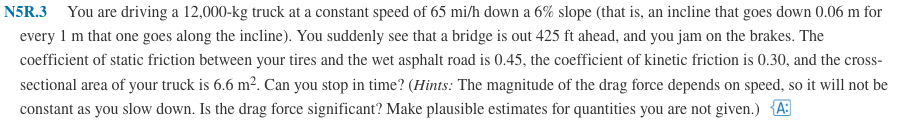 N5R.3 You are driving a 12,000-kg truck at a constant speed of 65 mi/h down a 6% slope (that is, an incline that goes down 0.06 m for
every 1 m that one goes along the incline). You suddenly see that a bridge is out 425 ft ahead, and you jam on the brakes. The
coefficient of static friction between your tires and the wet asphalt road is 0.45, the coefficient of kinetic friction is 0.30, and the cross-
sectional area of your truck is 6.6 m². Can you stop in time? (Hints: The magnitude of the drag force depends on speed, so it will not be
constant as you slow down. Is the drag force significant? Make plausible estimates for quantities you are not given.) A: